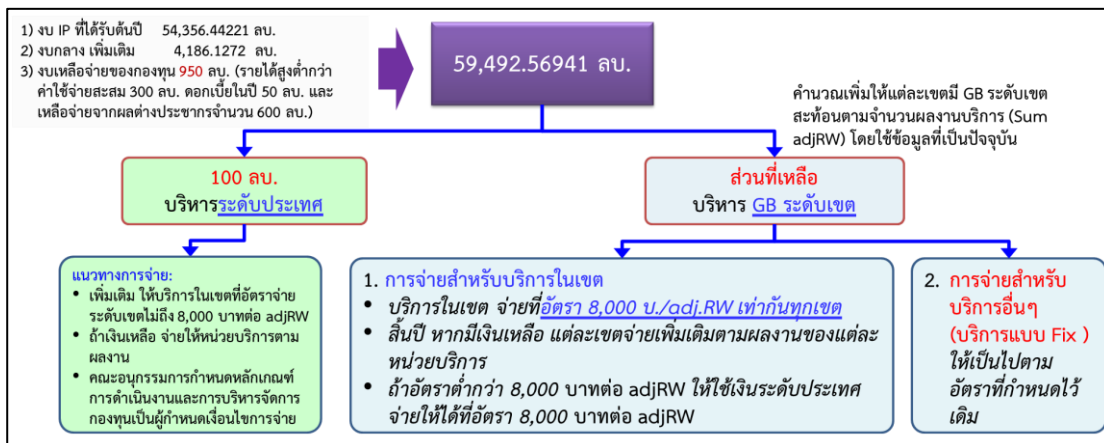 1) งบ IP ที่ได้รับต้นปี 54,356.44221 ลบ.
2) งบกลาง เพิ่มเติม 4,186.1272 ลบ.
3) งบเหลือจ่ายของกองทุน 950 ลบ. (รายได้สูงต่ำกว่า
ค่าใช้จ่ายสะสม 300 ลบ. ดอกเบี้ยในปี 50 ลบ. และ
เหลือจ่ายจากผลต่างประชากรจำนวน 600 ลบ.)
59,492.56941 ลบ.
คำนวณเพิ่มให้แต่ละเขตมี GB ระดับเขต
สะท้อนตามจำนวนผลงานบริการ (Sum
adjRW) โดยใช้ข้อมูลที่เป็นปัจจุบัน
100 ลบ.
บริหารระดับประเทศ
ส่วนที่เหลือ
บริหาร GB ระดับเขต
แนวทางการจ่าย:
• เพิ่มเติม ให้บริการในเขตที่อัตราจ่าย
ระดับเขตไม่ถึง 8,000 บาทต่อ adjRW
• ถ้าเงินเหลือ จ่ายให้หน่วยบริการตาม
ผลงาน
• คณะอนุกรรมการกำหนดหลักเกณฑ์
การดำเนินงานและการบริหารจัดการ
กองทุนเป็นผู้กำหนดเงื่อนไขการจ่าย
1. การจ่ายสำหรับบริการในเขต
• บริการในเขต จ่ายที่อัตรา 8,000 บ./adj.RW เท่ากันทุกเขต
• สิ้นปี หากมีเงินเหลือ แต่ละเขตจ่ายเพิ่มเติมตามผลงานของแต่ละ
หน่วยบริการ
• ถ้าอัตราต่ำกว่า 8,000 บาทต่อ adjRW ให้ใช้เงินระดับประเทศ
จ่ายให้ได้ที่อัตรา 8,000 บาทต่อ adjRW
2. การจ่ายสำหรับ
บริการอื่นๆ
(บริการแบบ Fix )
ให้เป็นไปตาม
อัตราที่กำหนดไว้
เดิม